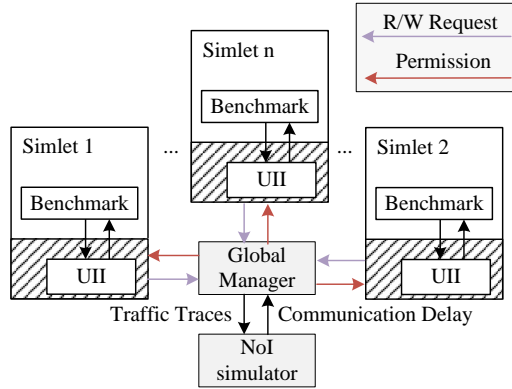 R/W Request
Permission
Simlet n
Benchmark
UII
...
...
Simlet 1
Benchmark
UII
Simlet 2
Benchmark
UII
Global
Manager
Traffic Traces
Communication Delay
NoI
simulator